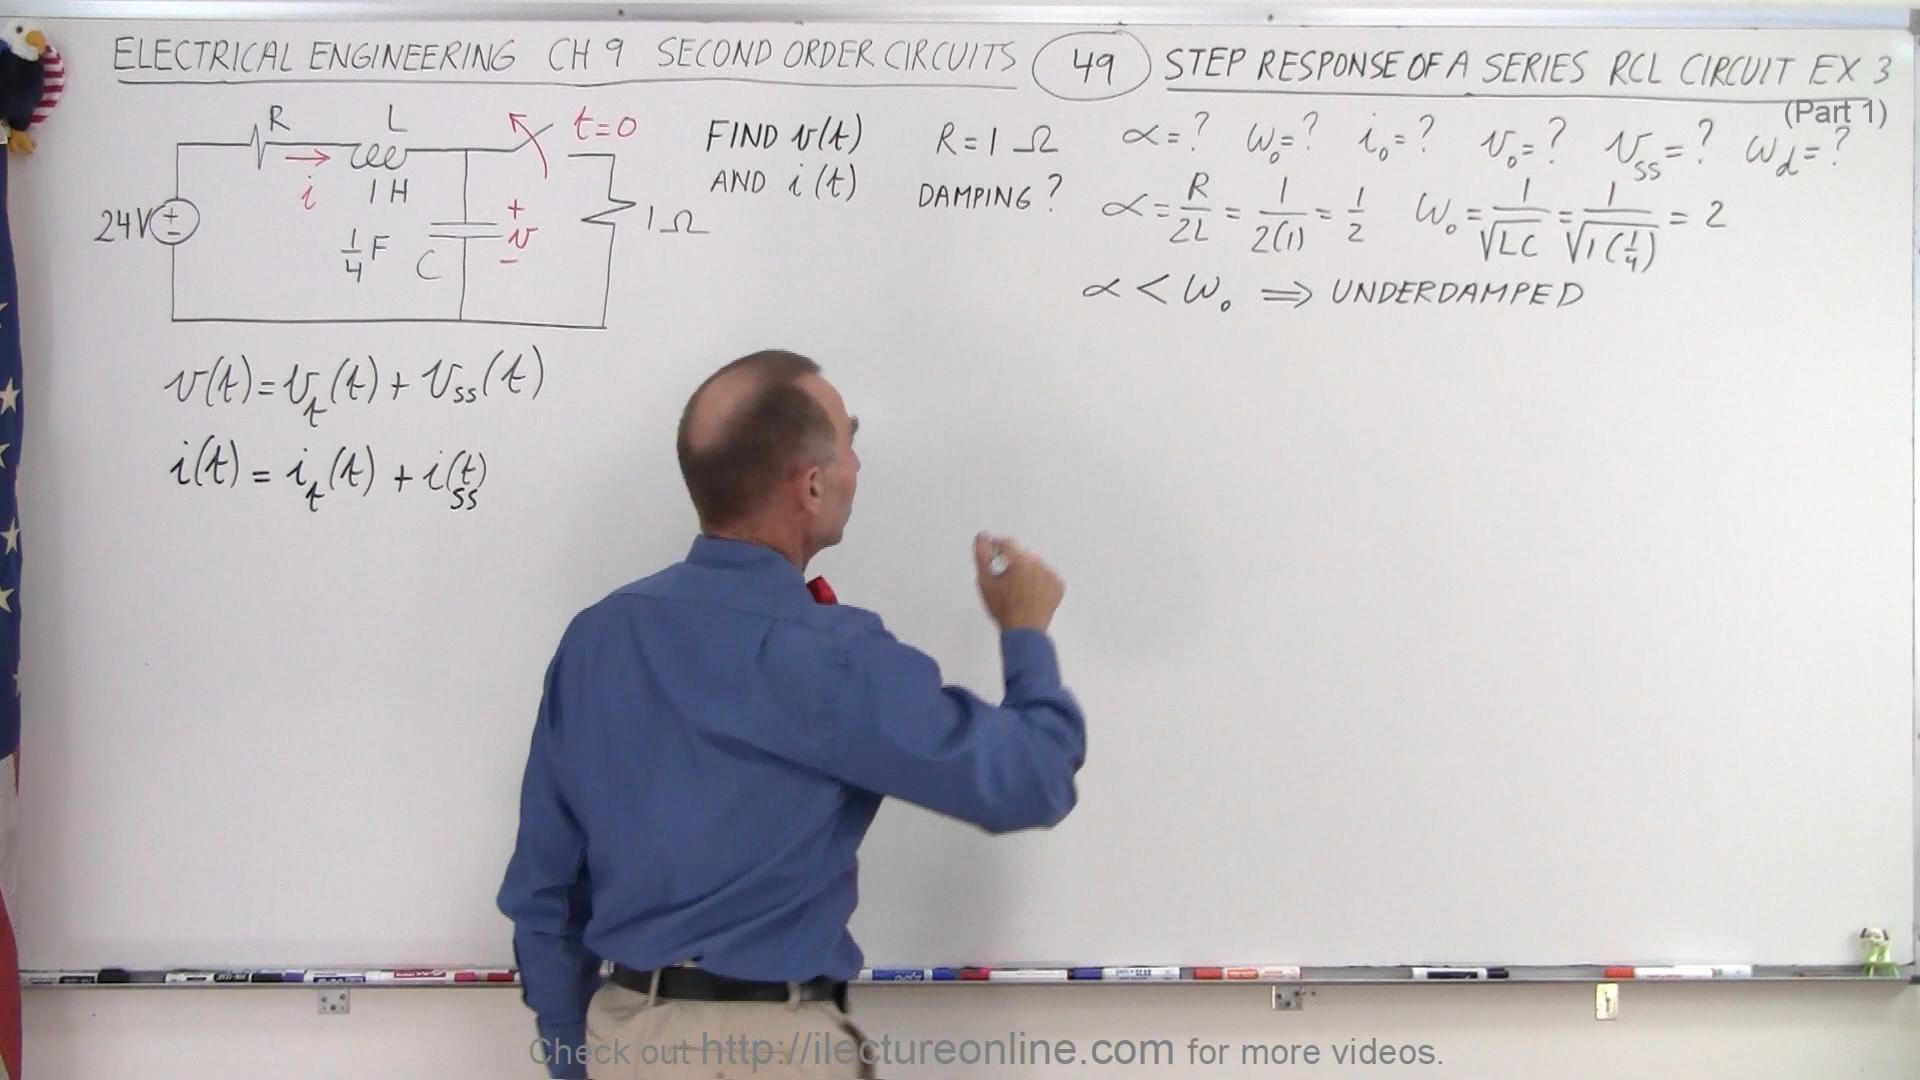 ELECTRICAL ENGINEERING CH 9 SECOND ORDER CIRCUITS 49 STEP RESPONSE OF A SERIES RCL CIRCUIT EX 3
(Part 1)
R L t=0
i 1 H
24V + - + v - 1 Ω
1/4 F C
FIND v(t)
AND i(t)
R = 1 Ω
DAMPING?
α=? ω₀=? i₀=? v₀=? v_ss=? ω_d=?
α = R/2L = 1/2(1) = 1/2 ω₀ = 1/√LC = 1/√1(1/4) = 2
α < ω₀ ⇒ UNDERDAMPED
v(t) = v_t(t) + v_ss(t)
i(t) = i_t(t) + i_ss(t)
Check out http://ilectureonline.com for more videos.